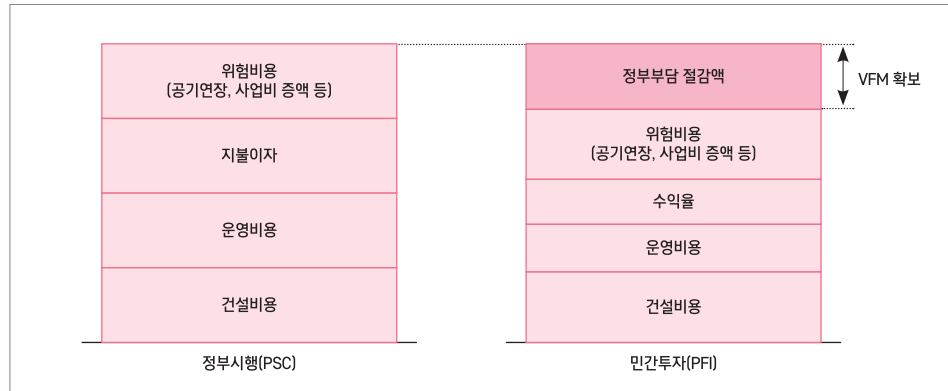 위험비용
(공기연장, 사업비 증액 등)
지불이자
운영비용
건설비용
정부시행(PSC)
정부부담 절감액
VFM 확보
위험비용
(공기연장, 사업비 증액 등)
수익율
운영비용
건설비용
민간투자(PFI)